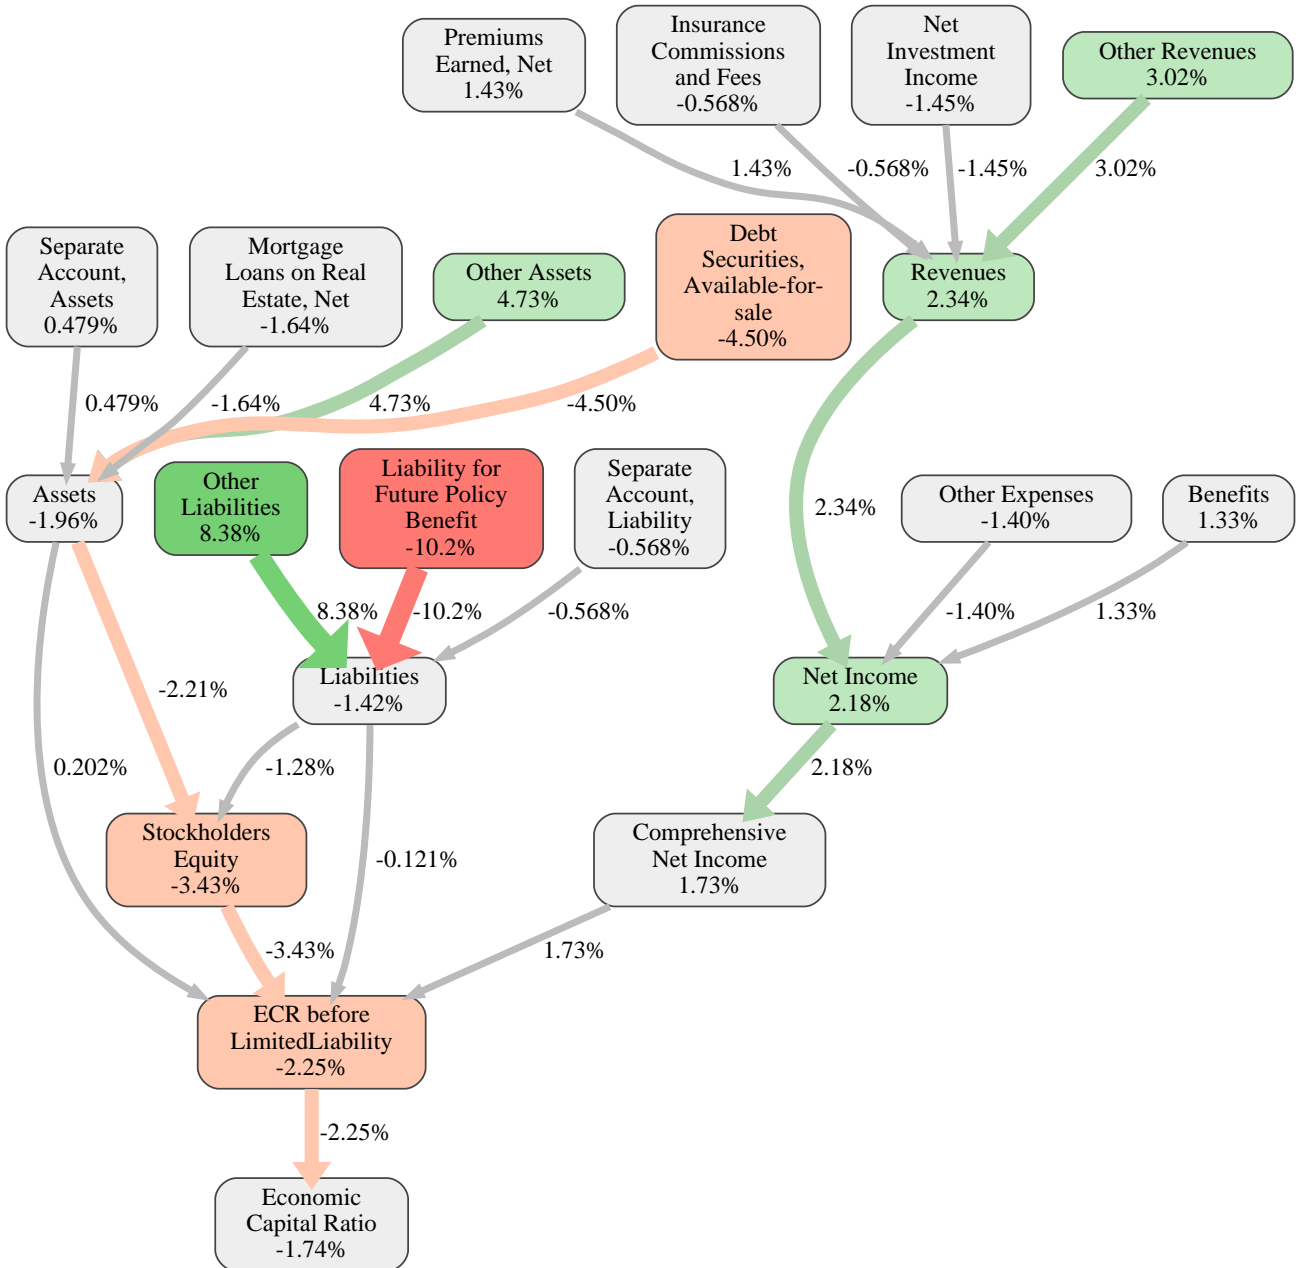 Premiums
Earned, Net
1.43%
Insurance
Commissions
and Fees
-0.568%
Net
Investment
Income
-1.45%
Other Revenues
3.02%
1.43%
-0.568%
-1.45%
3.02%
Separate
Account,
Assets
0.479%
Mortgage
Loans on Real
Estate, Net
-1.64%
Other Assets
4.73%
Debt
Securities,
Available-for-
sale
-4.50%
Revenues
2.34%
0.479%
-1.64%
4.73%
-4.50%
Assets
-1.96%
Other
Liabilities
8.38%
Liability for
Future Policy
Benefit
-10.2%
Separate
Account,
Liability
-0.568%
2.34%
Other Expenses
-1.40%
Benefits
1.33%
8.38%
-10.2%
-0.568%
-1.40%
1.33%
-2.21%
Liabilities
-1.42%
Net Income
2.18%
0.202%
-1.28%
2.18%
Stockholders
Equity
-3.43%
-0.121%
Comprehensive
Net Income
1.73%
-3.43%
1.73%
ECR before
LimitedLiability
-2.25%
-2.25%
Economic
Capital Ratio
-1.74%